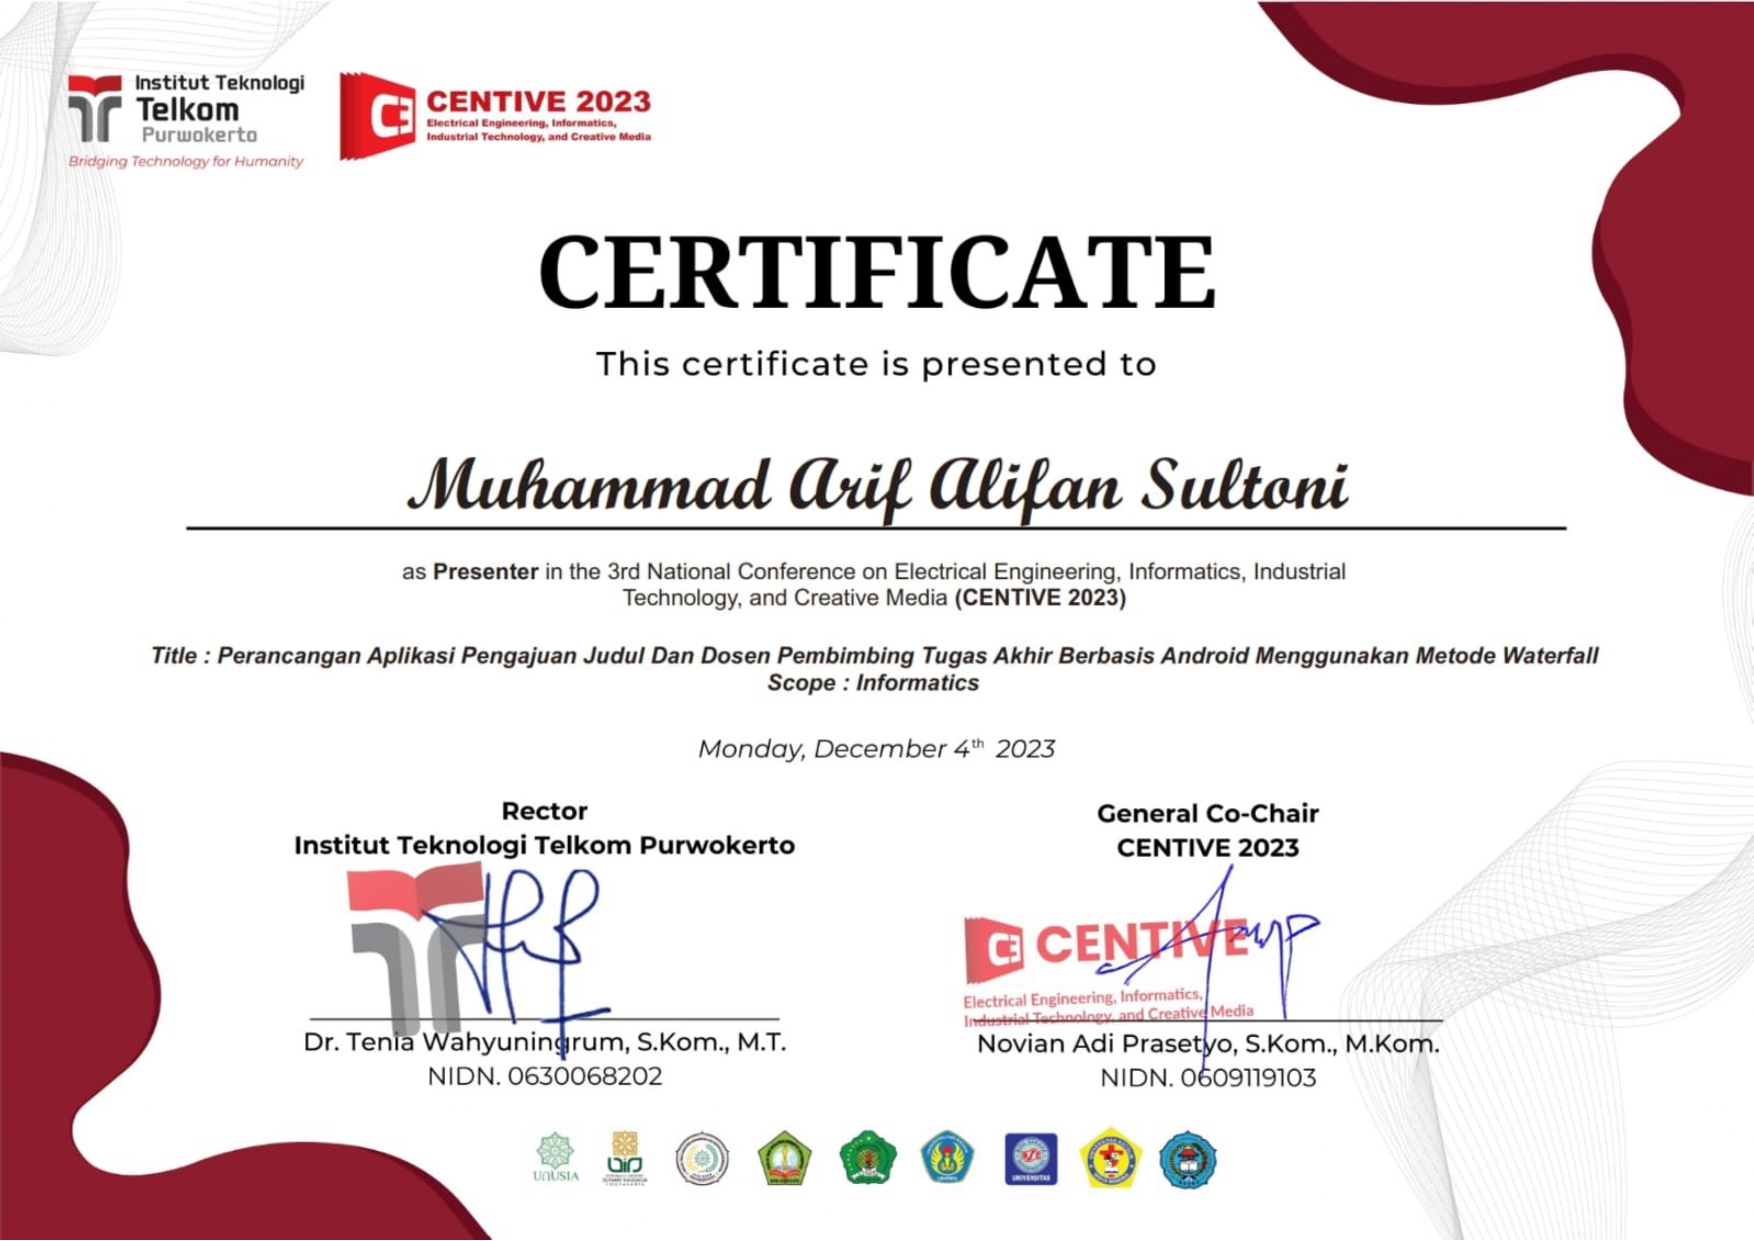 Institut Teknologi
Telkom
Purwokerto
Bridging Technology for Humanity
CENTIVE 2023
Electrical Engineering, Informatics,
Industrial Technology, and Creative Media
CERTIFICATE
This certificate is presented to
Muhammad Arif Alifan Sultoni
as Presenter in the 3rd National Conference on Electrical Engineering, Informatics, Industrial
Technology, and Creative Media (CENTIVE 2023)
Title : Perancangan Aplikasi Pengajuan Judul Dan Dosen Pembimbing Tugas Akhir Berbasis Android Menggunakan Metode Waterfall
Scope : Informatics
Monday, December 4th 2023
Rector
Institut Teknologi Telkom Purwokerto
General Co-Chair
CENTIVE 2023
CENTIVE
Electrical Engineering, Informatics,
Industrial Technology, and Creative Media
Dr. Tenia Wahyuningrum, S.Kom., M.T.
NIDN. 0630068202
Novian Adi Prasetyo, S.Kom., M.Kom.
NIDN. 0609119103
UNUSIA
UIN
UNIVERSITAS